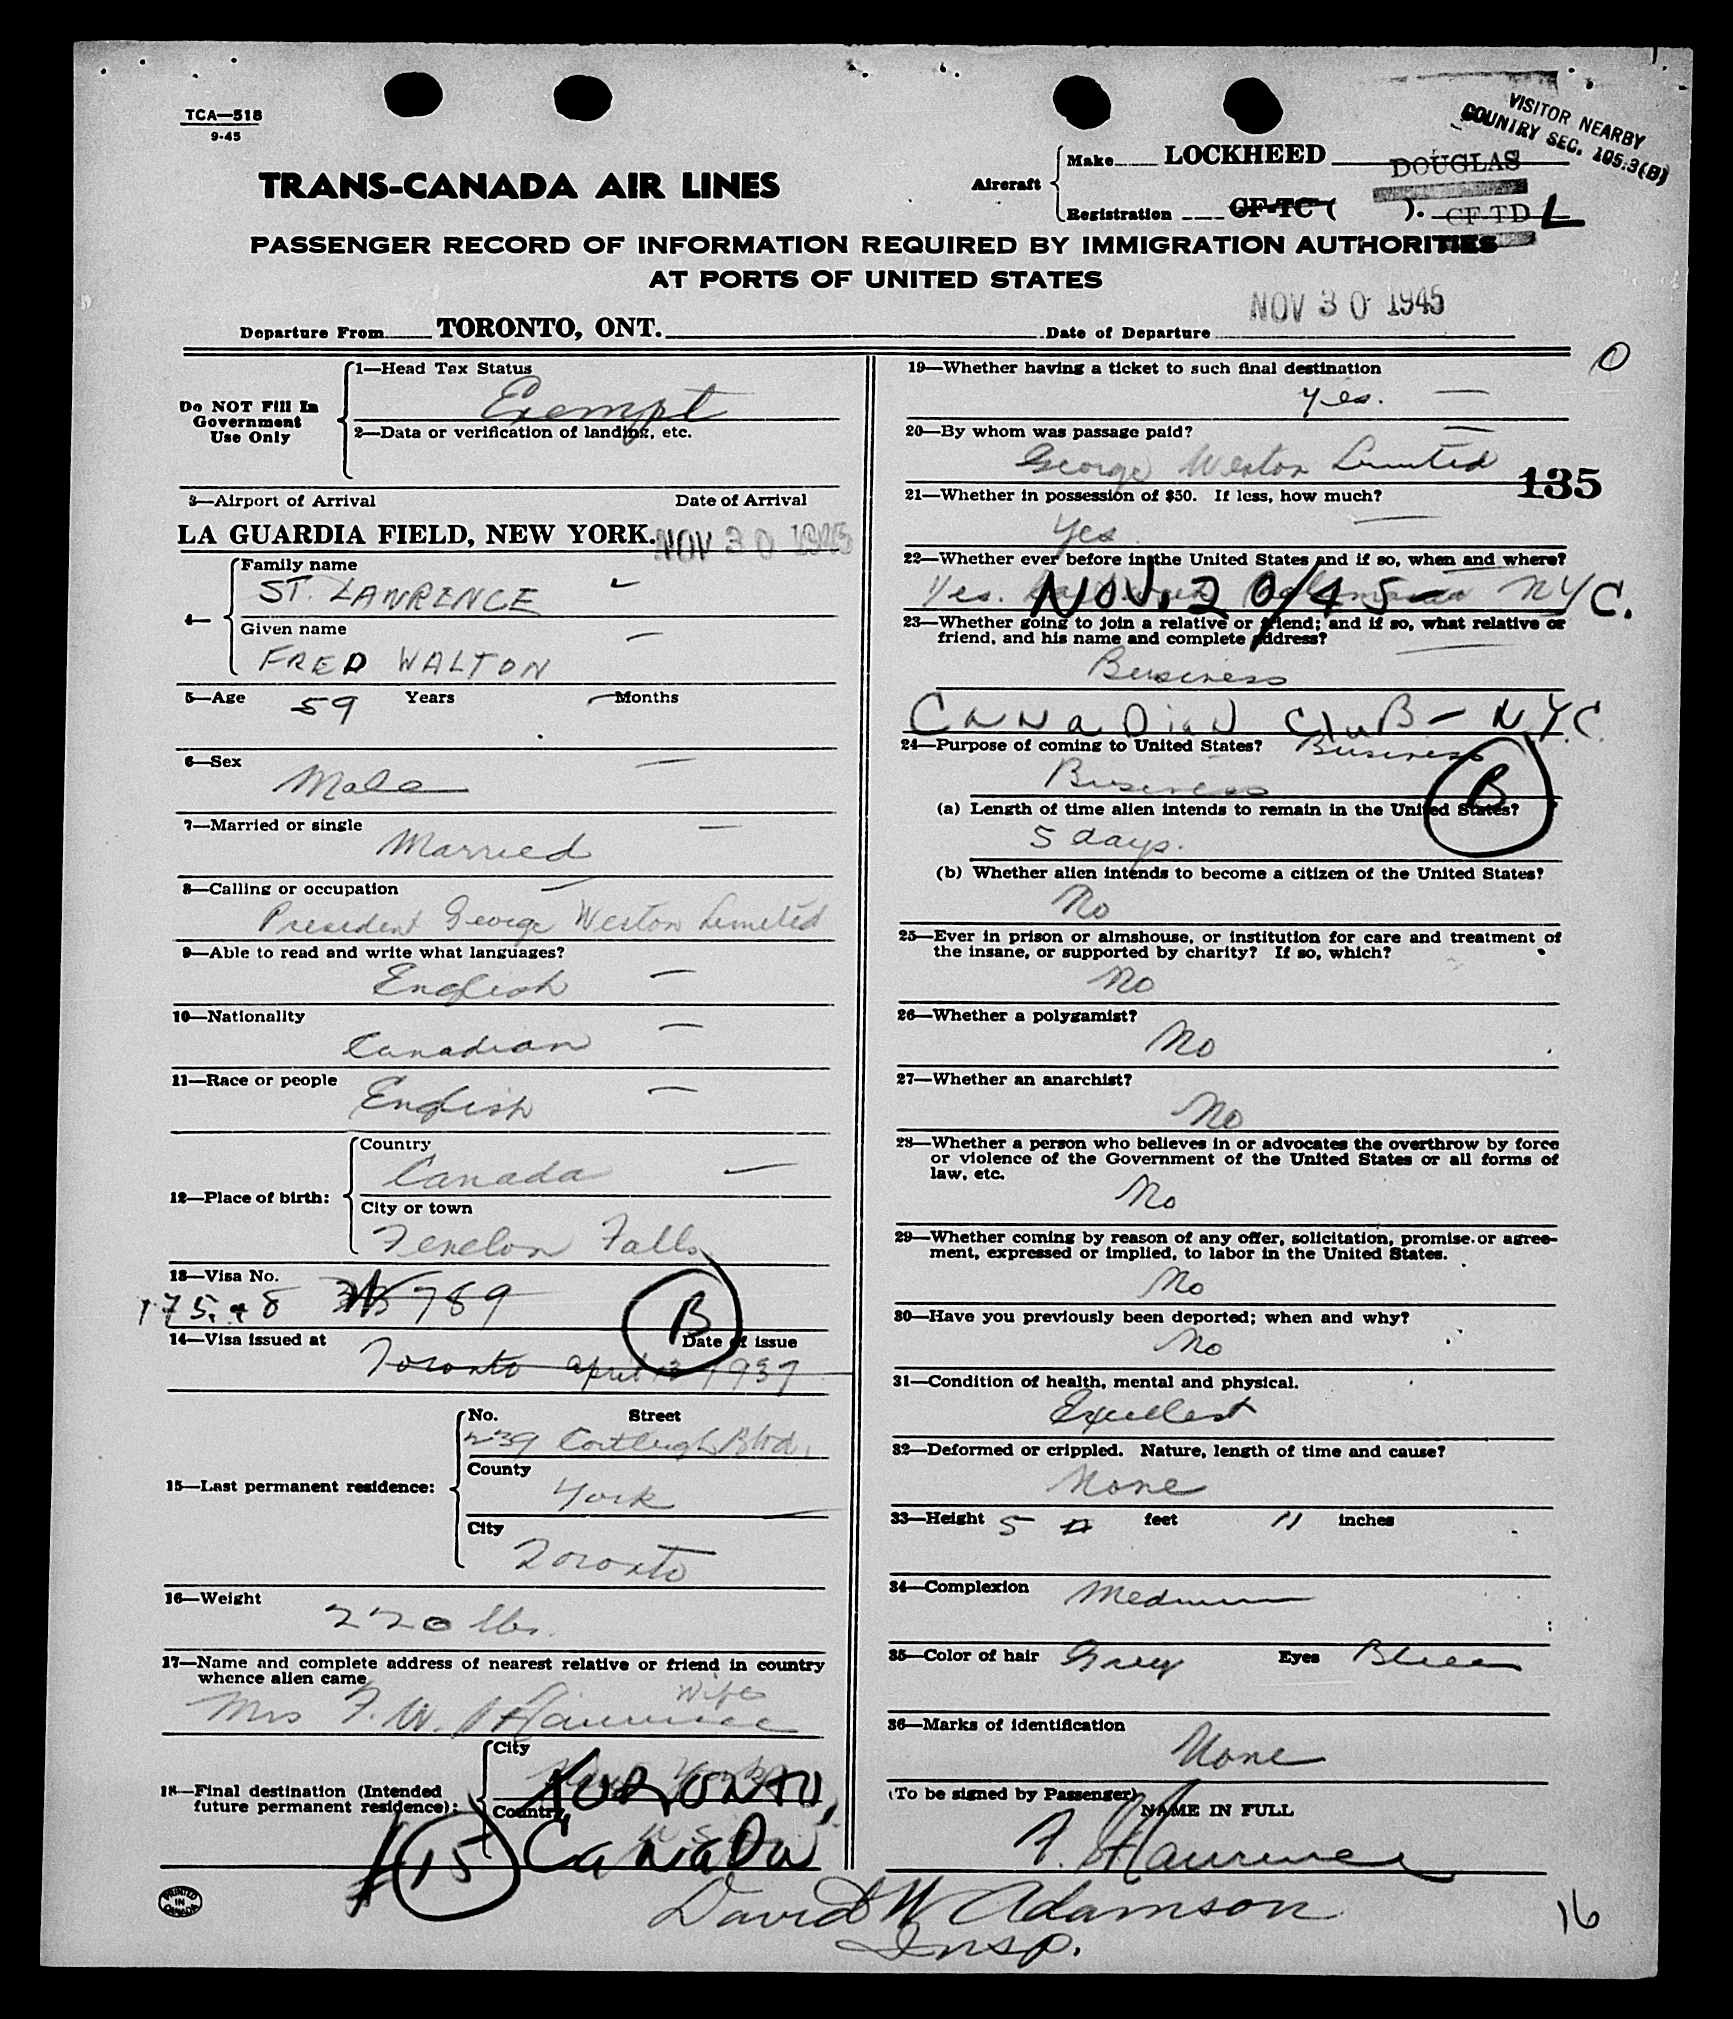 TCA—518
9-45
VISITOR NEARBY
COUNTRY SEC. 195.3(B)
TRANS-CANADA AIR LINES
Aircraft
Make LOCKHEED DOUGLAS
Registration CF-TC ( ). CF-TD L
PASSENGER RECORD OF INFORMATION REQUIRED BY IMMIGRATION AUTHORITIES
AT PORTS OF UNITED STATES
Departure From TORONTO, ONT. Date of Departure NOV 30 1945
Do NOT Fill In
Government
Use Only
1—Head Tax Status
Exempt
2—Data or verification of landing, etc.
3—Airport of Arrival Date of Arrival
LA GUARDIA FIELD, NEW YORK. NOV 30 1945
4—
Family name
ST. LAWRENCE
Given name
FRED WALTON
5—Age 59 Years Months
6—Sex
Male
7—Married or single
Married
8—Calling or occupation
President George Weston Limited
9—Able to read and write what languages?
English
10—Nationality
Canadian
11—Race or people
English
12—Place of birth:
Country
Canada
City or town
Fenelon Falls
13—Visa No.
175.8 789
B
14—Visa issued at Date of issue
Toronto April 13 1937
15—Last permanent residence:
No. Street
239 Cortleigh Blvd.
County
York
City
Toronto
16—Weight
220 lbs.
17—Name and complete address of nearest relative or friend in country
whence alien came
Wife
Mrs F. W. St Lawrence
18—Final destination (Intended
future permanent residence):
City
TORONTO,
Country
Canada
15
PRINTED
IN
CANADA
O
19—Whether having a ticket to such final destination
yes.
20—By whom was passage paid?
George Weston Limited
135
21—Whether in possession of $50. If less, how much?
Yes
22—Whether ever before in the United States and if so, when and where?
Yes. NOV. 20/45 — NYC.
23—Whether going to join a relative or friend; and if so, what relative or
friend, and his name and complete address?
Business
Canadian Club — N.Y.C.
24—Purpose of coming to United States? Business
Business
B
(a) Length of time alien intends to remain in the United States?
5 days.
(b) Whether alien intends to become a citizen of the United States?
No
25—Ever in prison or almshouse, or institution for care and treatment of
the insane, or supported by charity? If so, which?
No
26—Whether a polygamist?
No
27—Whether an anarchist?
No
28—Whether a person who believes in or advocates the overthrow by force
or violence of the Government of the United States or all forms of
law, etc.
No
29—Whether coming by reason of any offer, solicitation, promise or agree-
ment, expressed or implied, to labor in the United States.
No
30—Have you previously been deported; when and why?
No
31—Condition of health, mental and physical.
Excellent
32—Deformed or crippled. Nature, length of time and cause?
None
33—Height 5 feet 11 inches
34—Complexion Medium
35—Color of hair Grey Eyes Blue
36—Marks of identification
None
(To be signed by Passenger)
NAME IN FULL
F. St Lawrence
David W Adamson
Insp.
16